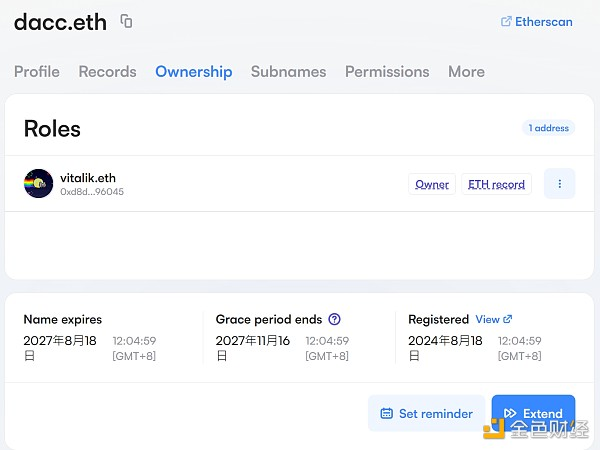 dacc.eth
Etherscan
Profile Records Ownership Subnames Permissions More
Roles
1 address
vitalik.eth
0xd8d...96045
Owner
ETH record
Name expires
2027年8月18日
12:04:59
[GMT+8]
Grace period ends
2027年11月16日
12:04:59
[GMT+8]
Registered View
2024年8月18日
12:04:59
[GMT+8]
Set reminder
Extend
金色财经